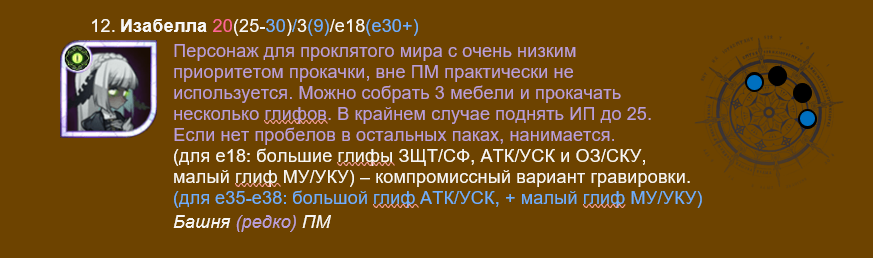 12. Изабелла 20(25-30)/3(9)/е18(е30+)
Персонаж для проклятого мира с очень низким
приоритетом прокачки, вне ПМ практически не
используется. Можно собрать 3 мебели и прокачать
несколько глифов. В крайнем случае поднять ИП до 25.
Если нет пробелов в остальных паках, нанимается.
(для е18: большие глифы ЗЩТ/СФ, АТК/УСК и ОЗ/СКУ,
малый глиф МУ/УКУ) – компромиссный вариант гравировки.
(для е35-е38: большой глиф АТК/УСК, + малый глиф МУ/УКУ)
Башня (редко) ПМ